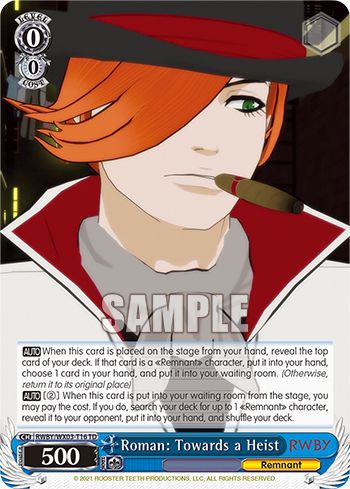 LEVEL
0
0
COST
SAMPLE
AUTO When this card is placed on the stage from your hand, reveal the top
card of your deck. If that card is a «Remnant» character, put it into your hand,
choose 1 card in your hand, and put it into your waiting room. (Otherwise,
return it to its original place)
AUTO [②] When this card is put into your waiting room from the stage, you
may pay the cost. If you do, search your deck for up to 1 «Remnant» character,
reveal it to your opponent, put it into your hand, and shuffle your deck.
CH RWBY/WX03-T15 TD
Roman: Towards a Heist RWBY
POWER
500
Remnant
© 2021 ROOSTER TEETH PRODUCTIONS, LLC, ALL RIGHTS RESERVED.